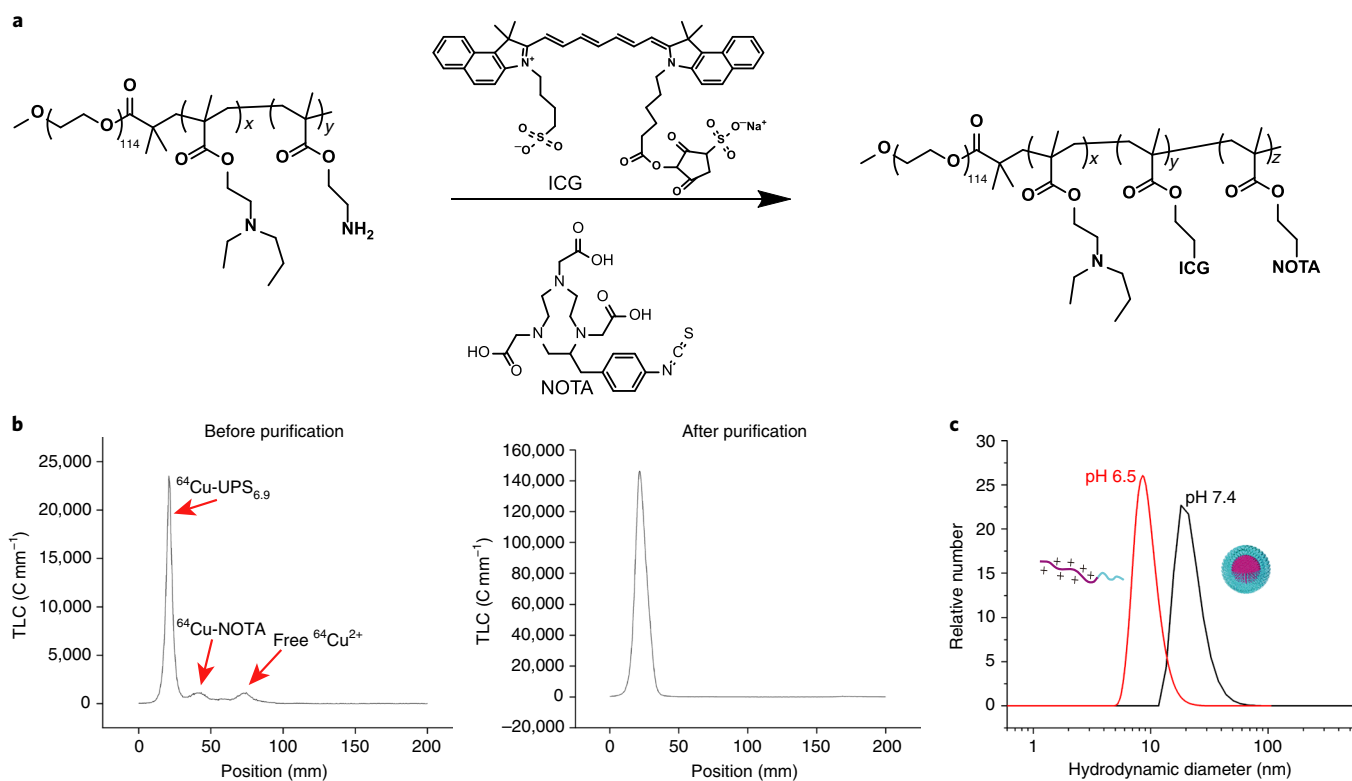 a
O
O
O
114
x
y
O
O
O
O
N
NH₂
N⁺
N
O
S
O
⁻O
O
O
O
O
O
S
O⁻Na⁺
O
ICG
O
OH
N
O
OH
N
N
HO
O
N
C
S
NOTA
O
O
O
114
x
y
z
O
O
O
O
O
O
N
ICG
NOTA
b
Before purification
TLC (C mm⁻¹)
25,000
20,000
15,000
10,000
5,000
0
⁶⁴Cu-UPS₆.₉
⁶⁴Cu-NOTA
Free ⁶⁴Cu²⁺
0
50
100
150
200
Position (mm)
After purification
TLC (C mm⁻¹)
160,000
140,000
120,000
100,000
80,000
60,000
40,000
20,000
0
–20,000
0
50
100
150
200
Position (mm)
c
Relative number
30
25
20
15
10
5
0
pH 6.5
pH 7.4
+ + + + + + +
1
10
100
Hydrodynamic diameter (nm)